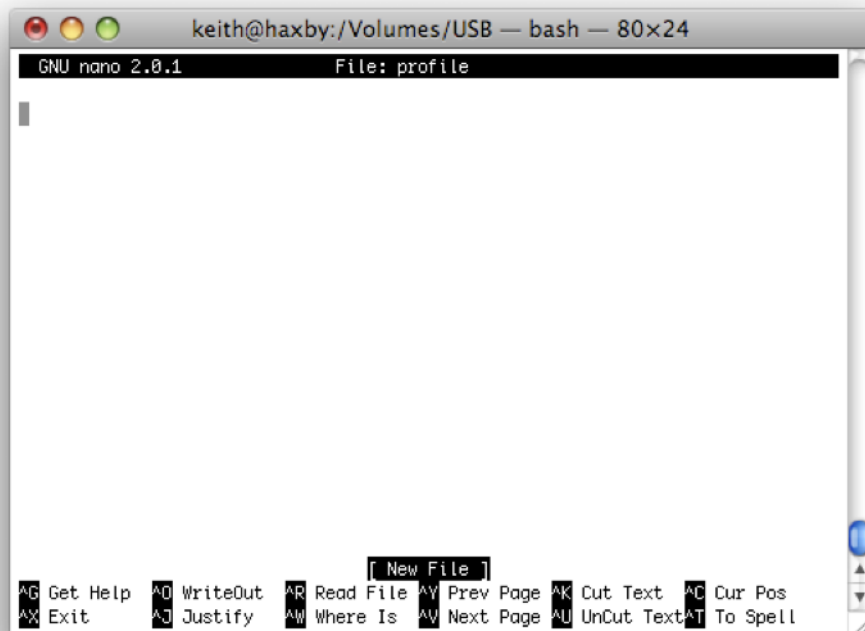 keith@haxby:/Volumes/USB — bash — 80×24
GNU nano 2.0.1 File: profile
[ New File ]
^G Get Help ^O WriteOut ^R Read File ^Y Prev Page ^K Cut Text ^C Cur Pos
^X Exit ^J Justify ^W Where Is ^V Next Page ^U UnCut Text ^T To Spell